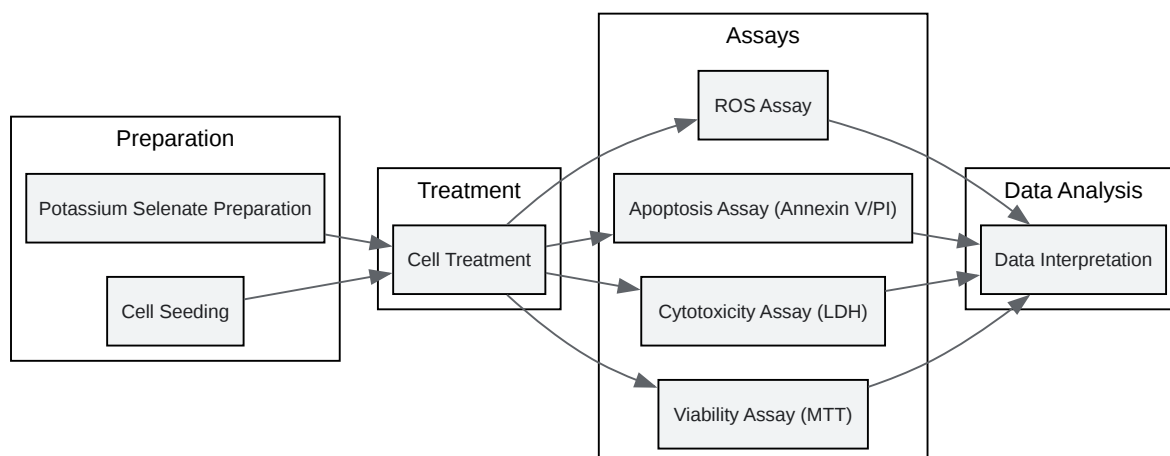 Preparation
Potassium Selenate Preparation
Cell Seeding
Treatment
Cell Treatment
Assays
ROS Assay
Apoptosis Assay (Annexin V/PI)
Cytotoxicity Assay (LDH)
Viability Assay (MTT)
Data Analysis
Data Interpretation